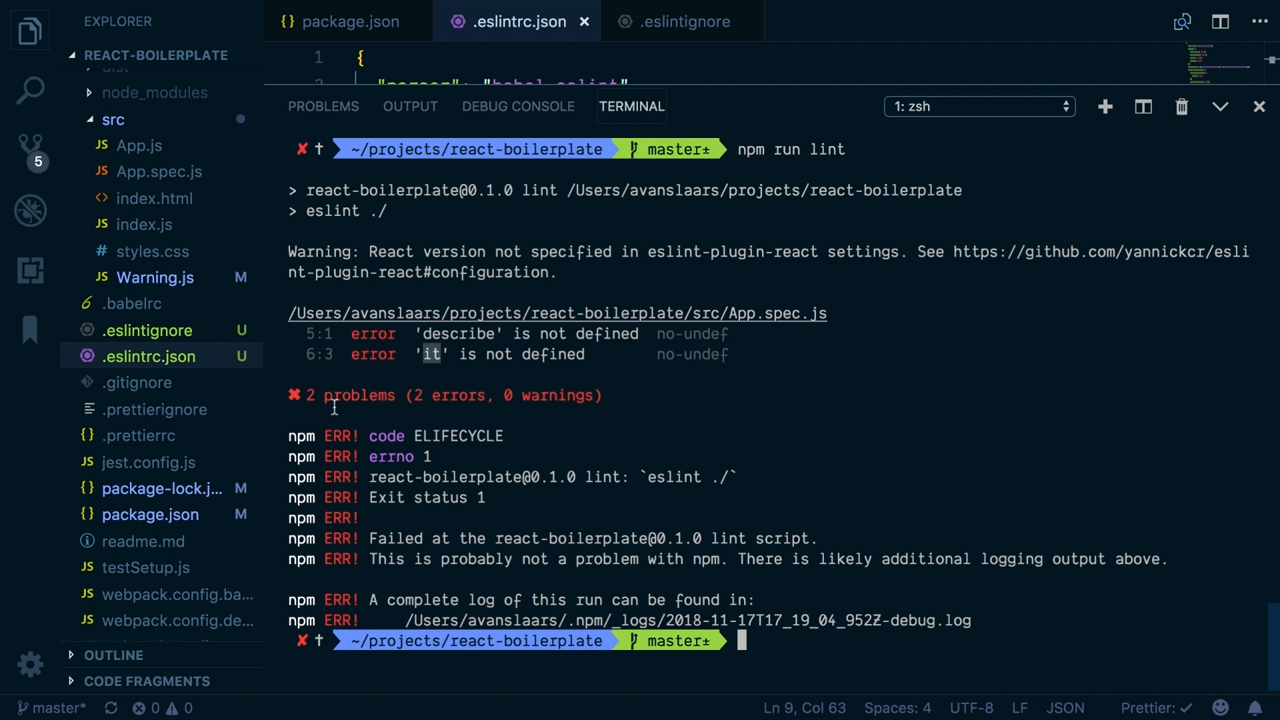 EXPLORER
package.json
.eslintrc.json ×
.eslintignore
REACT-BOILERPLATE
dist
node_modules
src
JS App.js
JS App.spec.js
<> index.html
JS index.js
# styles.css
JS Warning.js M
.babelrc
.eslintignore U
.eslintrc.json U
.gitignore
.prettierignore
{} .prettierrc
JS jest.config.js
{} package-lock.j... M
{} package.json M
readme.md
JS testSetup.js
JS webpack.config.ba...
JS webpack.config.de...
OUTLINE
CODE FRAGMENTS
5
1 {
2 "parser": "babel-eslint"
PROBLEMS OUTPUT DEBUG CONSOLE TERMINAL 1: zsh
✘ † ~/projects/react-boilerplate master± npm run lint
> react-boilerplate@0.1.0 lint /Users/avanslaars/projects/react-boilerplate
> eslint ./
Warning: React version not specified in eslint-plugin-react settings. See https://github.com/yannickcr/esli
nt-plugin-react#configuration.
/Users/avanslaars/projects/react-boilerplate/src/App.spec.js
5:1 error 'describe' is not defined no-undef
6:3 error 'it' is not defined no-undef
✖ 2 problems (2 errors, 0 warnings)
npm ERR! code ELIFECYCLE
npm ERR! errno 1
npm ERR! react-boilerplate@0.1.0 lint: `eslint ./`
npm ERR! Exit status 1
npm ERR!
npm ERR! Failed at the react-boilerplate@0.1.0 lint script.
npm ERR! This is probably not a problem with npm. There is likely additional logging output above.
npm ERR! A complete log of this run can be found in:
npm ERR! /Users/avanslaars/.npm/_logs/2018-11-17T17_19_04_952Z-debug.log
✘ † ~/projects/react-boilerplate master±
master* 0 0 Ln 9, Col 63 Spaces: 4 UTF-8 LF JSON Prettier: ✓